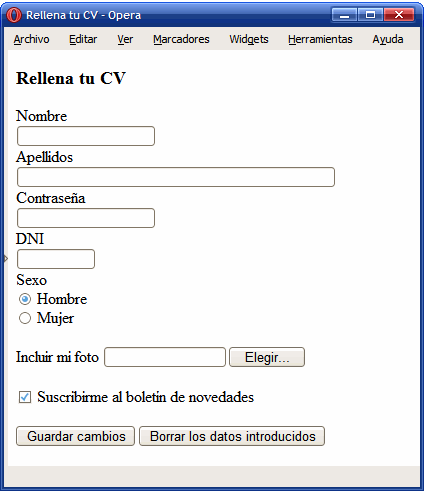 Rellena tu CV - Opera
Archivo Editar Ver Marcadores Widgets Herramientas Ayuda
Rellena tu CV
Nombre
Apellidos
Contraseña
DNI
Sexo
Hombre
Mujer
Incluir mi foto Elegir...
Suscribirme al boletin de novedades
Guardar cambios Borrar los datos introducidos